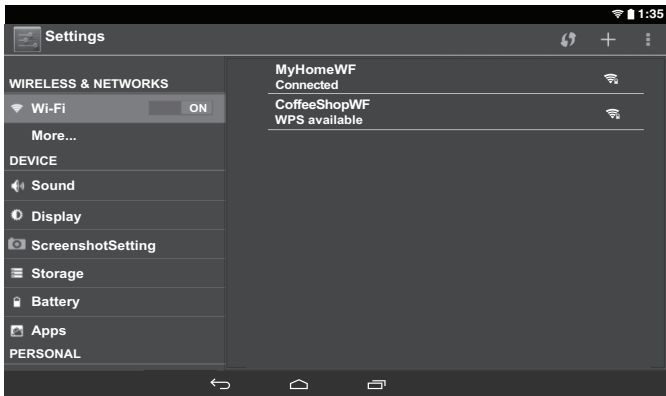 1:35
Settings
WIRELESS & NETWORKS
Wi-Fi ON
More...
DEVICE
Sound
Display
ScreenshotSetting
Storage
Battery
Apps
PERSONAL
MyHomeWF
Connected
CoffeeShopWF
WPS available